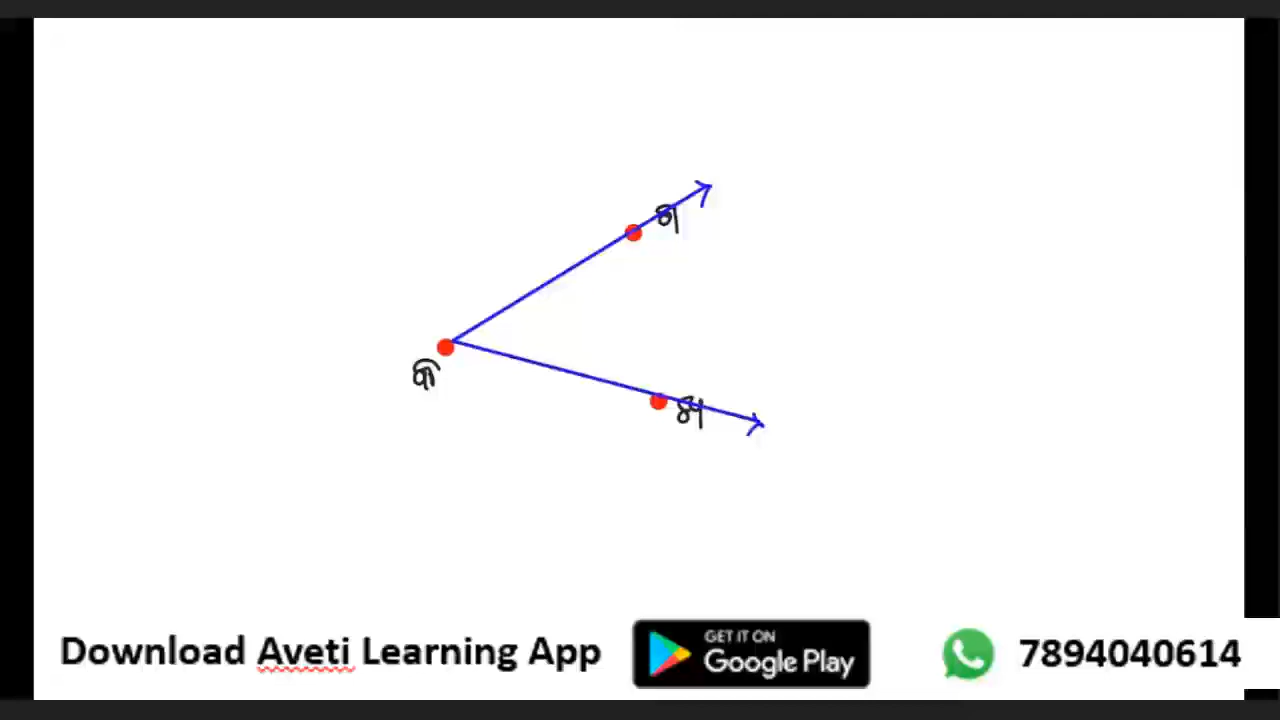 ଗ
କ
ଖ
Download Aveti Learning App
GET IT ON
Google Play
7894040614